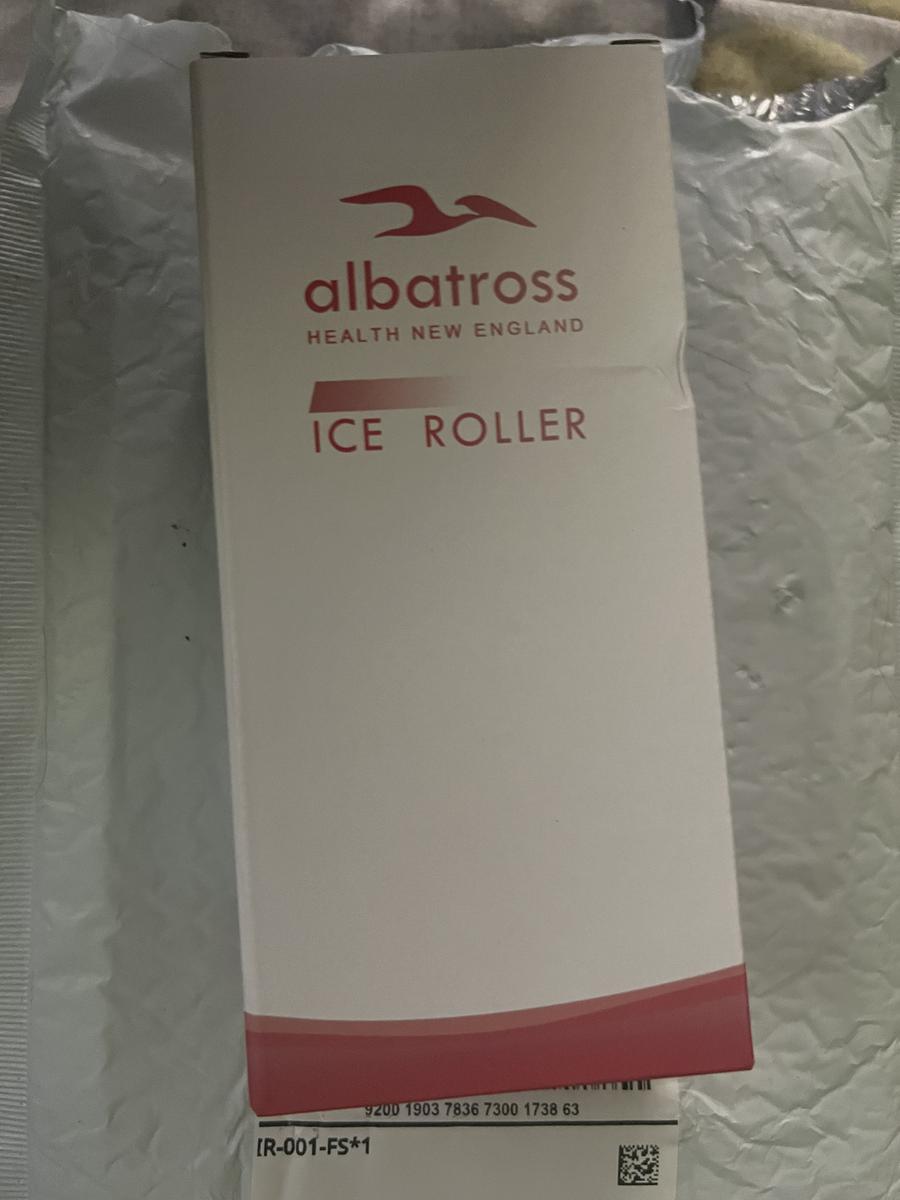 albatross
HEALTH NEW ENGLAND
ICE ROLLER
9200 1903 7836 7300 1738 63
IR-001-FS*1